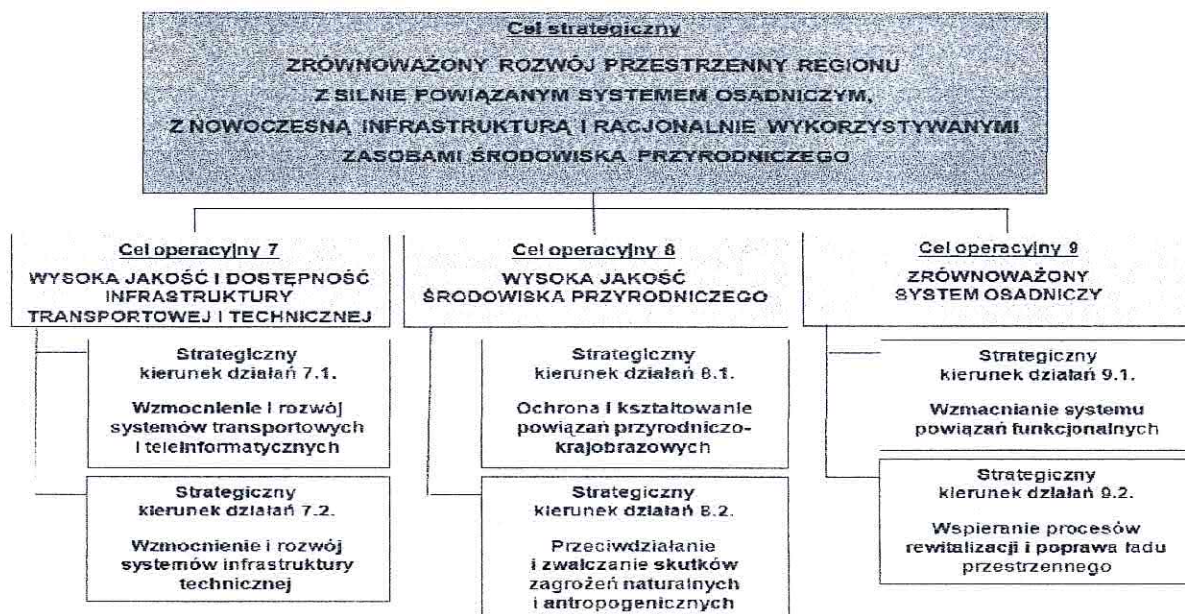 Cel strategiczny
ZRÓWNOWAŻONY ROZWÓJ PRZESTRZENNY REGIONU
Z SILNIE POWIĄZANYM SYSTEMEM OSADNICZYM,
Z NOWOCZESNĄ INFRASTRUKTURĄ I RACJONALNIE WYKORZYSTYWANYMI
ZASOBAMI ŚRODOWISKA PRZYRODNICZEGO
Cel operacyjny 7
WYSOKA JAKOŚĆ I DOSTĘPNOŚĆ
INFRASTRUKTURY
TRANSPORTOWEJ I TECHNICZNEJ
Strategiczny
kierunek działań 7.1.
Wzmocnienie i rozwój
systemów transportowych
i teleinformatycznych
Strategiczny
kierunek działań 7.2.
Wzmocnienie i rozwój
systemów infrastruktury
technicznej
Cel operacyjny 8
WYSOKA JAKOŚĆ
ŚRODOWISKA PRZYRODNICZEGO
Strategiczny
kierunek działań 8.1.
Ochrona i kształtowanie
powiązań przyrodniczo-
krajobrazowych
Strategiczny
kierunek działań 8.2.
Przeciwdziałanie
i zwalczanie skutków
zagrożeń naturalnych
i antropogenicznych
Cel operacyjny 9
ZRÓWNOWAŻONY
SYSTEM OSADNICZY
Strategiczny
kierunek działań 9.1.
Wzmacnianie systemu
powiązań funkcjonalnych
Strategiczny
kierunek działań 9.2.
Wspieranie procesów
rewitalizacji i poprawa ładu
przestrzennego